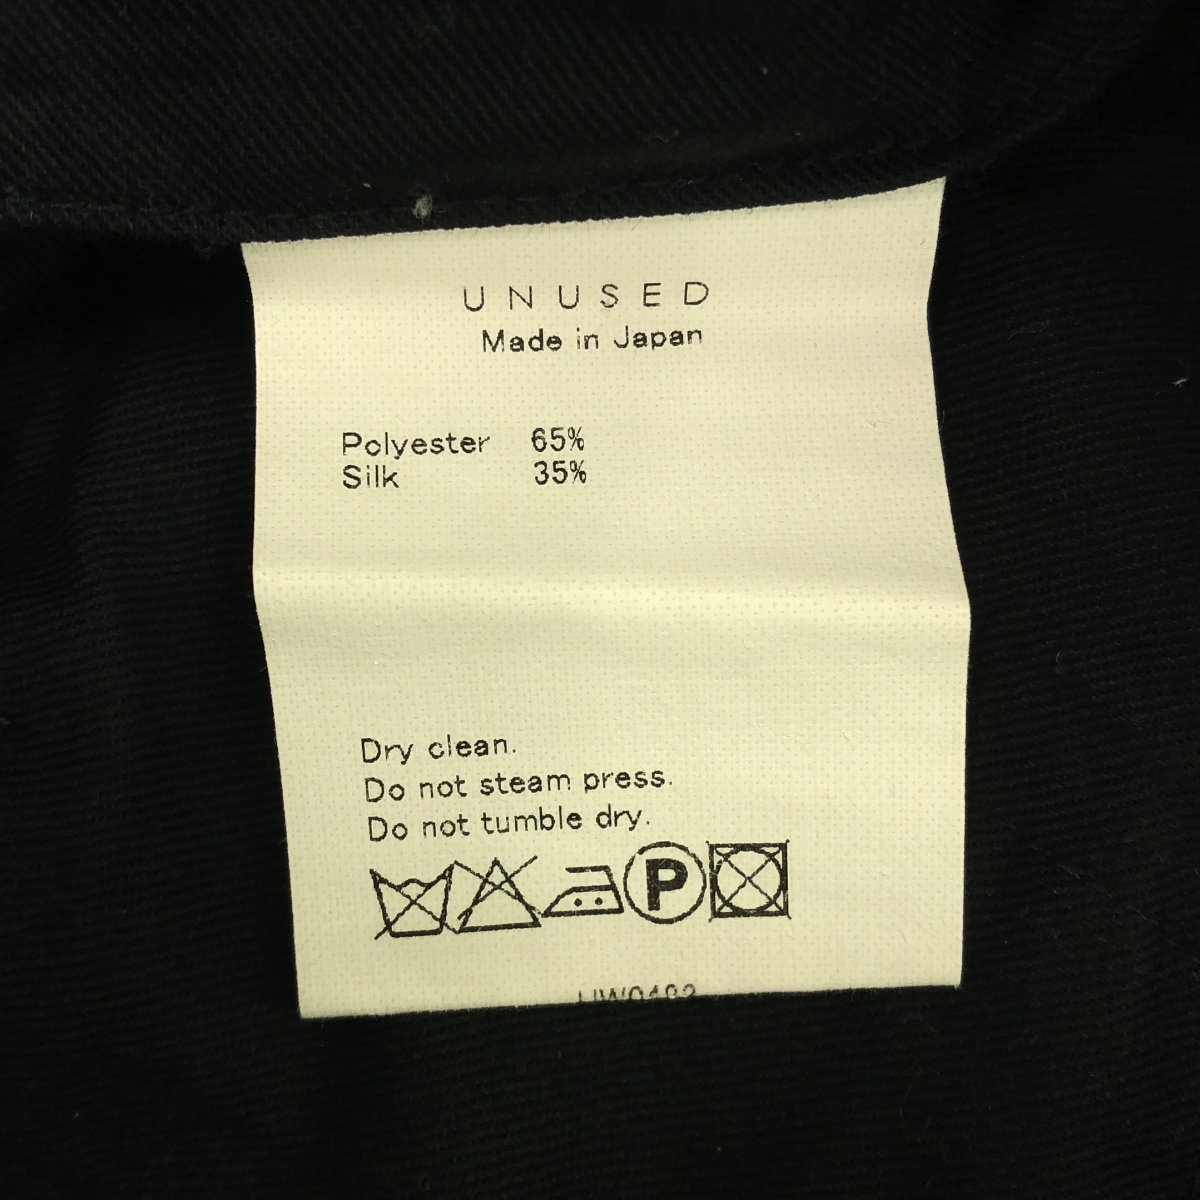 UNUSED
Made in Japan
Polyester 65%
Silk 35%
Dry clean.
Do not steam press.
Do not tumble dry.
P